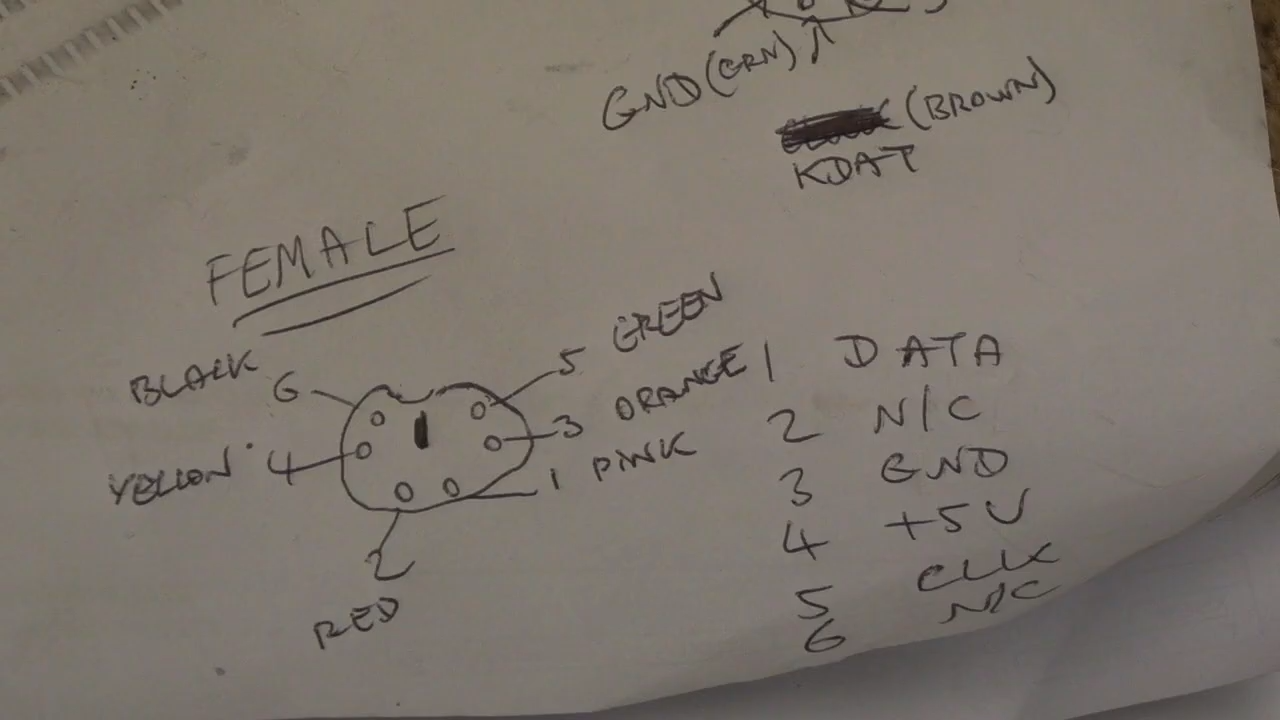 GND (GRN)
(BROWN)
KDAT
FEMALE
BLACK 6
5 GREEN
YELLOW 4
3 ORANGE
1 PINK
2
RED
1 DATA
2 N/C
3 GND
4 +5V
5 CLK
6 N/C